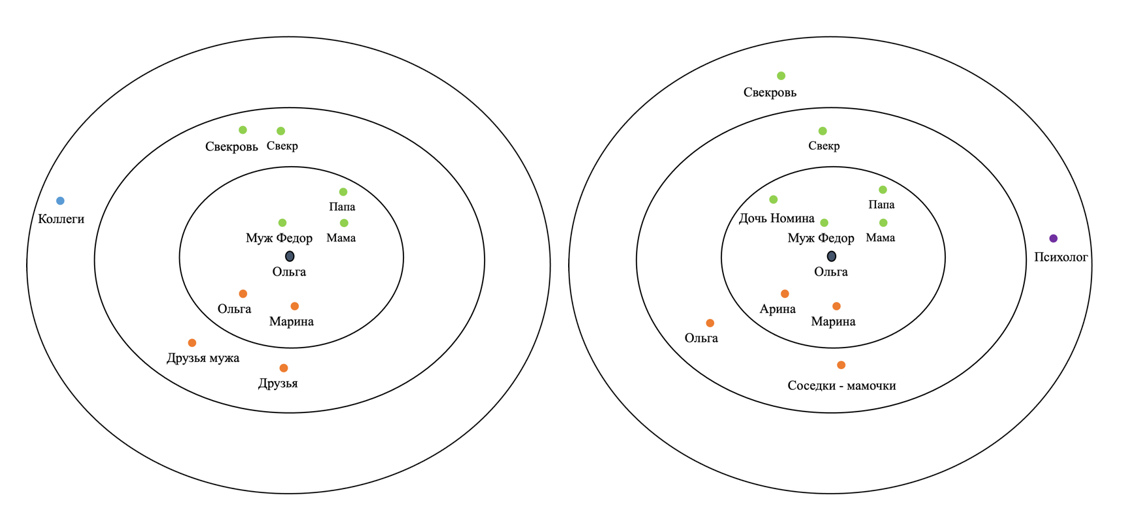 Свекровь
Свекр
Папа
Коллеги
Муж Федор
Мама
Ольга
Ольга
Марина
Друзья мужа
Друзья
Свекровь
Свекр
Папа
Дочь Номина
Муж Федор
Мама
Психолог
Ольга
Арина
Марина
Ольга
Соседки - мамочки